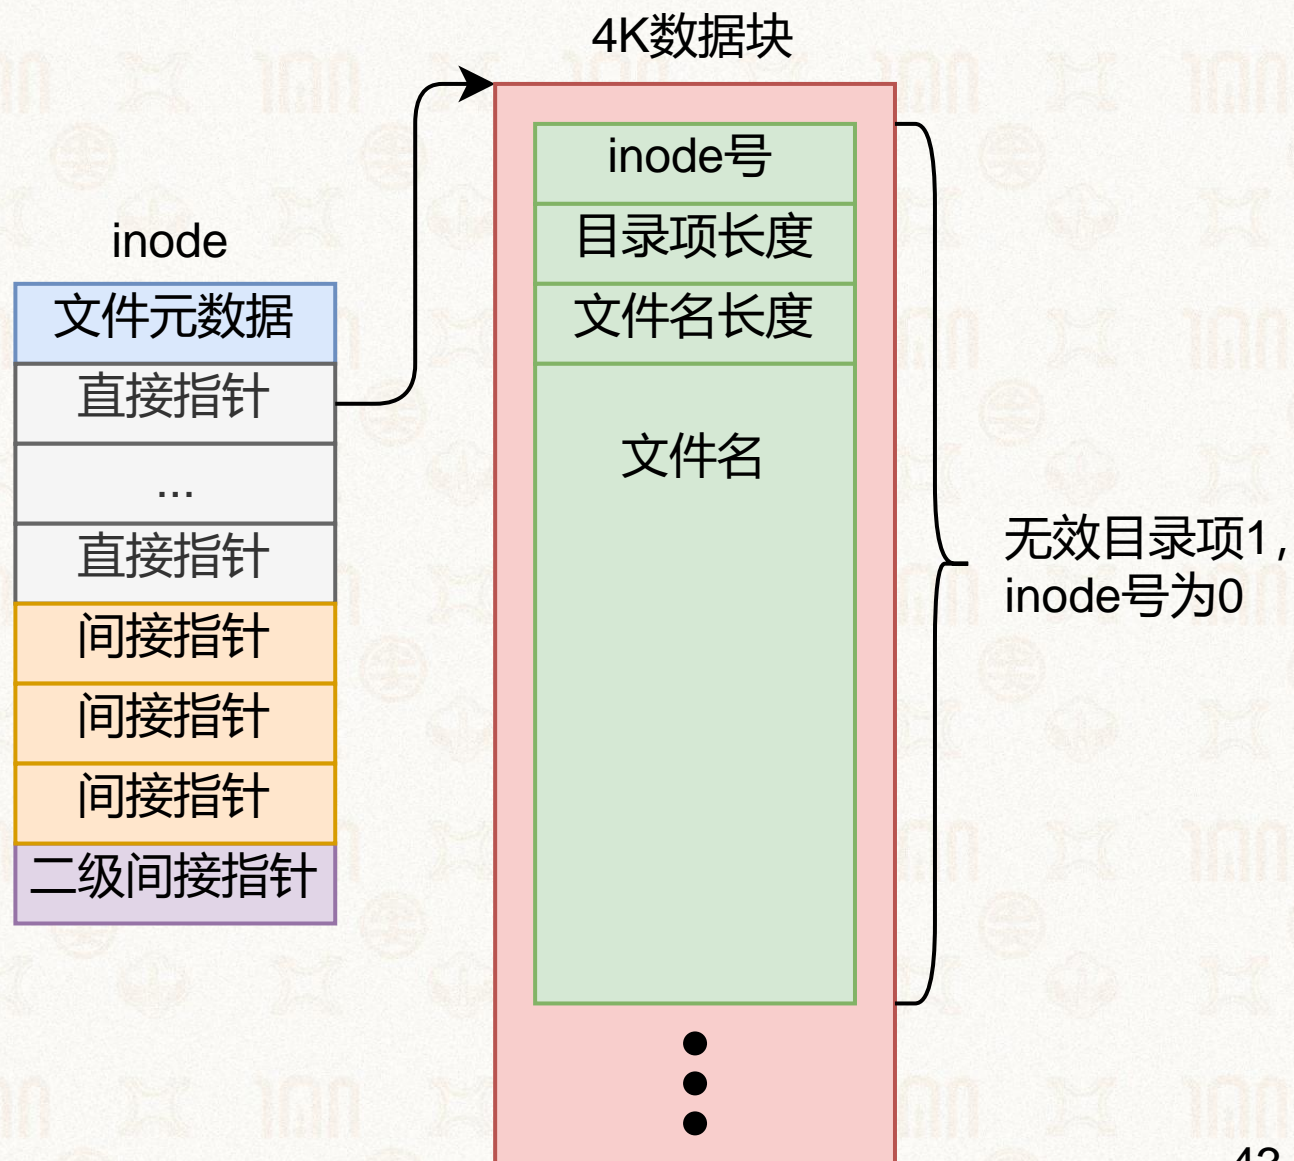 4K数据块
inode号
目录项长度
文件名长度
文件名
inode
文件元数据
直接指针
...
直接指针
间接指针
间接指针
间接指针
二级间接指针
无效目录项1,
inode号为0